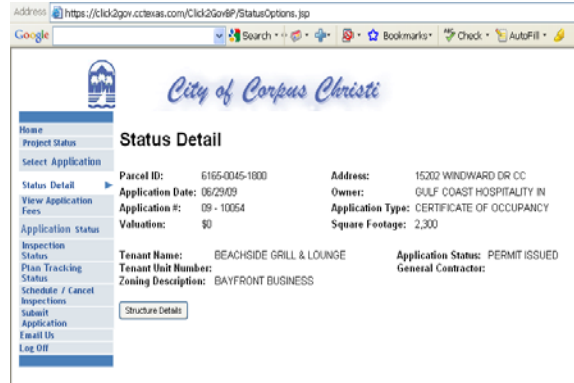 Address https://click2gov.cctexas.com/Click2GovBP/StatusOptions.jsp
Google Search Bookmarks Check AutoFill
City of Corpus Christi
Home
Project Status
Select Application
Status Detail
View Application
Fees
Application Status
Inspection
Status
Plan Tracking
Status
Schedule / Cancel
Inspections
Submit
Application
Email Us
Log Off
Status Detail
Parcel ID: 6165-0045-1800 Address: 15202 WINDWARD DR CC
Application Date: 06/29/09 Owner: GULF COAST HOSPITALITY IN
Application #: 09 - 10054 Application Type: CERTIFICATE OF OCCUPANCY
Valuation: $0 Square Footage: 2,300
Tenant Name: BEACHSIDE GRILL & LOUNGE Application Status: PERMIT ISSUED
Tenant Unit Number: General Contractor:
Zoning Description: BAYFRONT BUSINESS
Structure Details